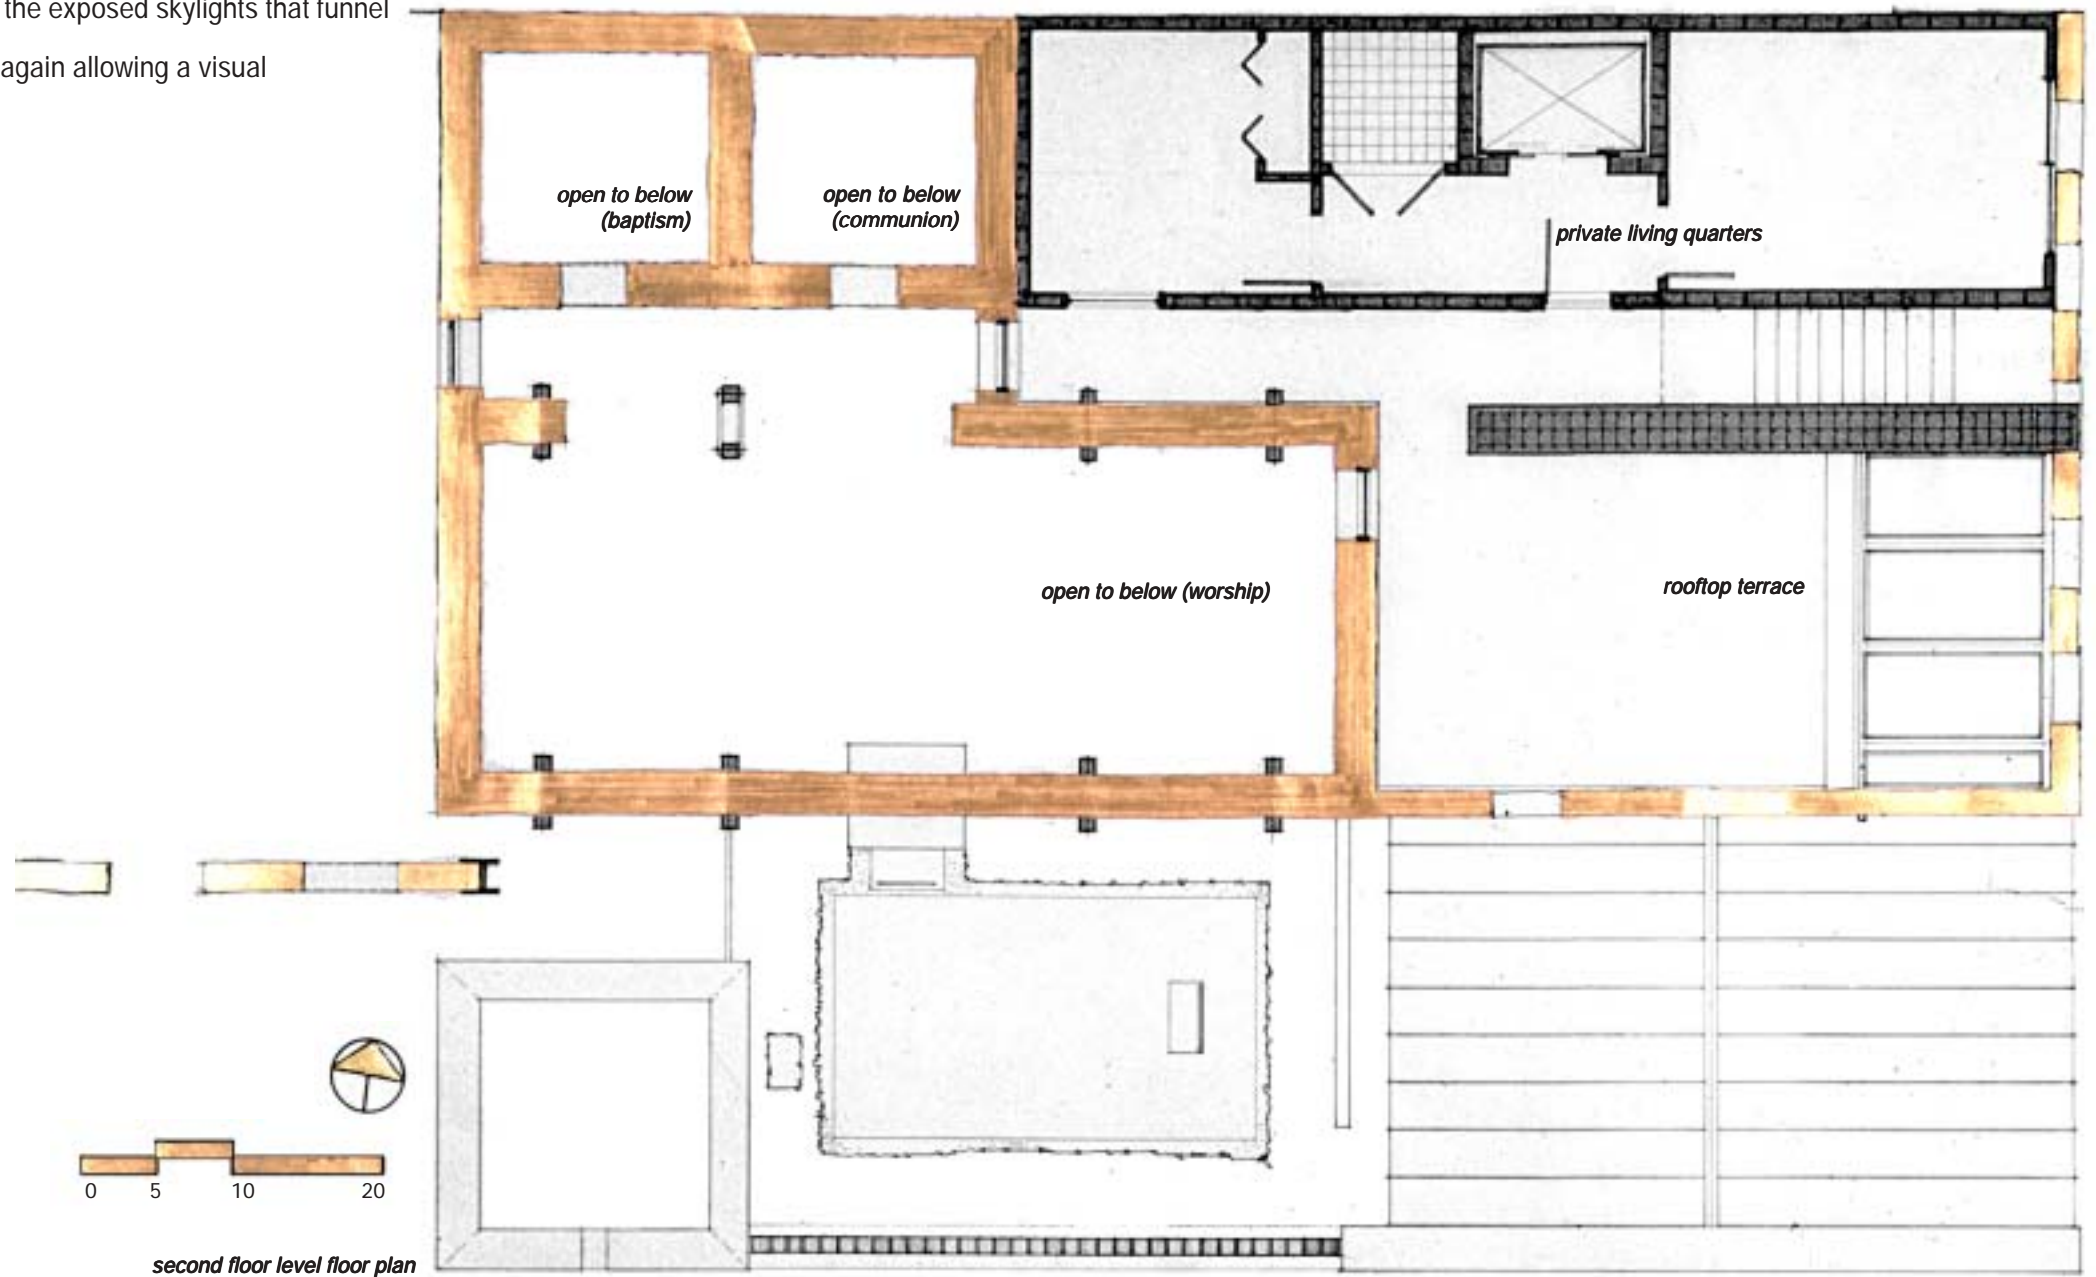 the exposed skylights that funnel
again allowing a visual
open to below
(baptism)
open to below
(communion)
private living quarters
open to below (worship)
rooftop terrace
0 5 10 20
second floor level floor plan